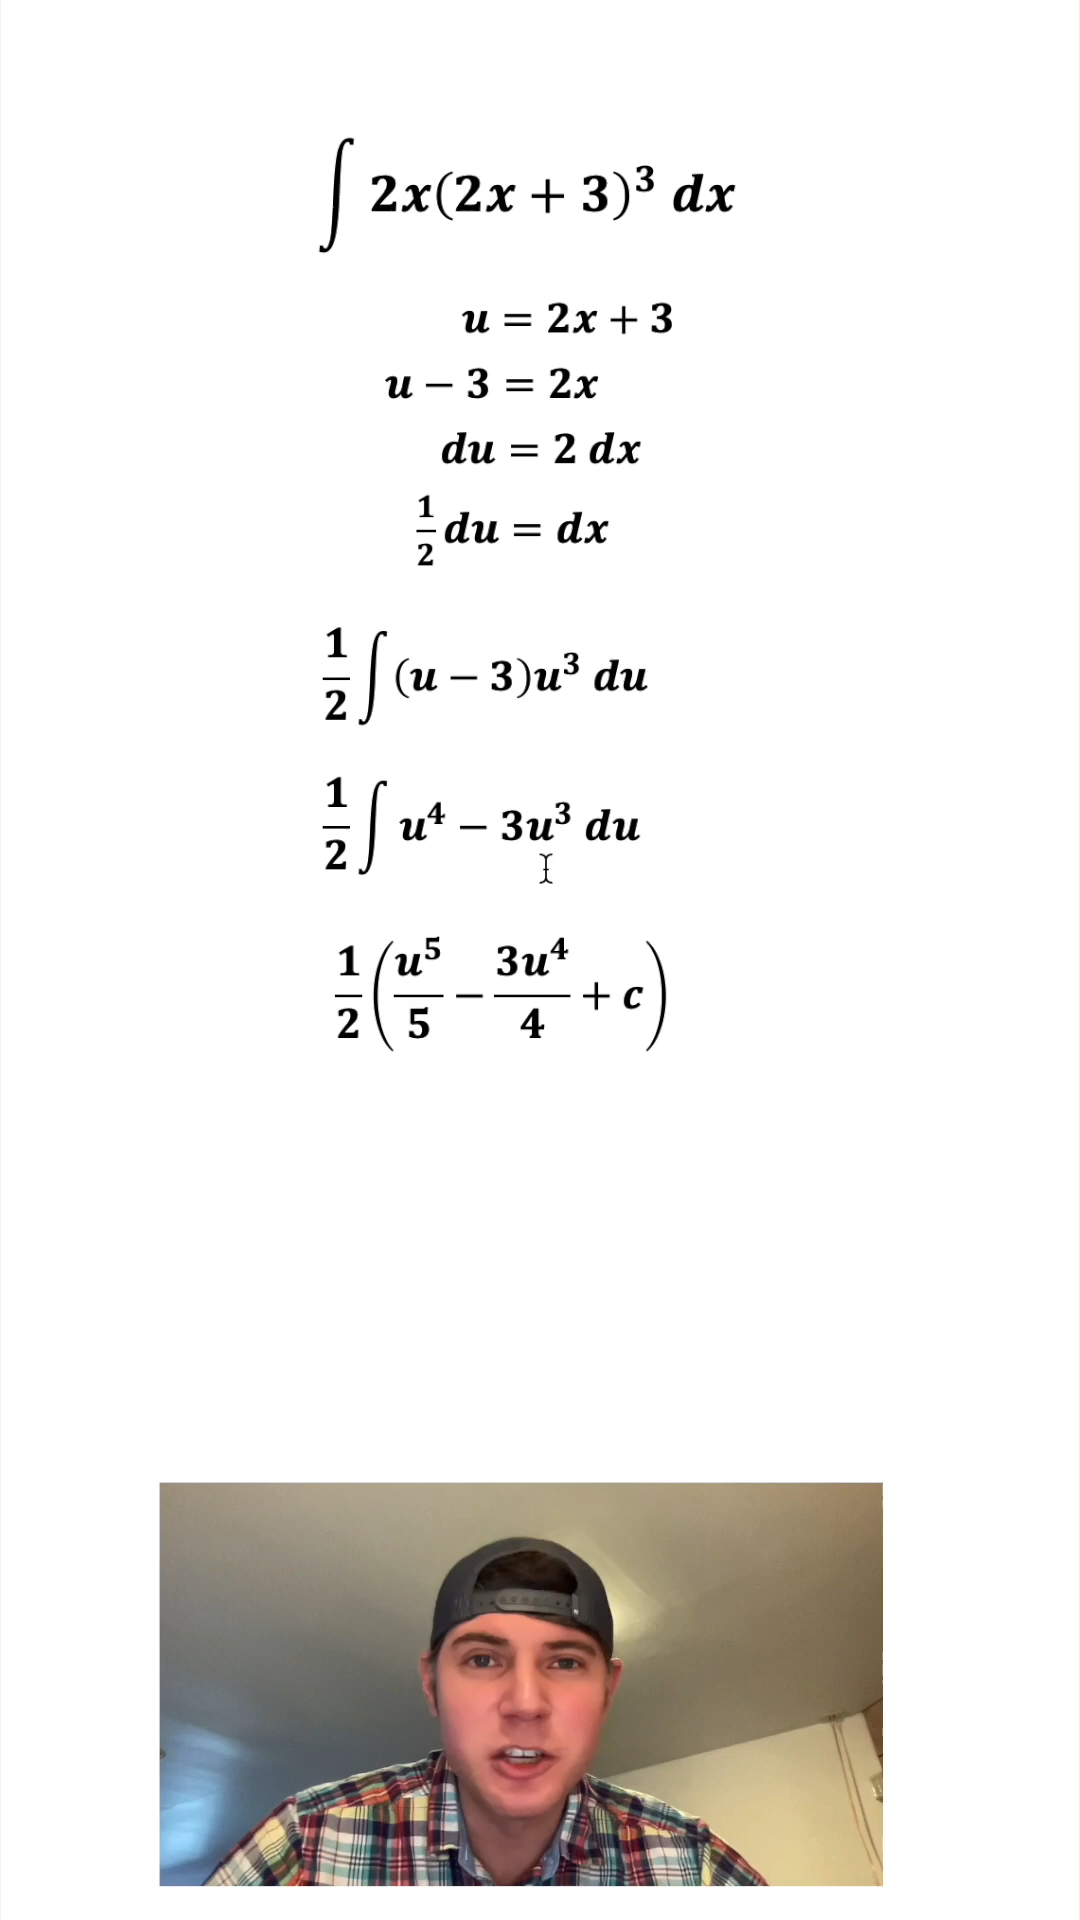 ∫ 2x(2x + 3)³ dx
u = 2x + 3
u − 3 = 2x
du = 2 dx
1/2 du = dx
1/2 ∫ (u − 3)u³ du
1/2 ∫ u⁴ − 3u³ du
1/2 (u⁵/5 − 3u⁴/4 + c)